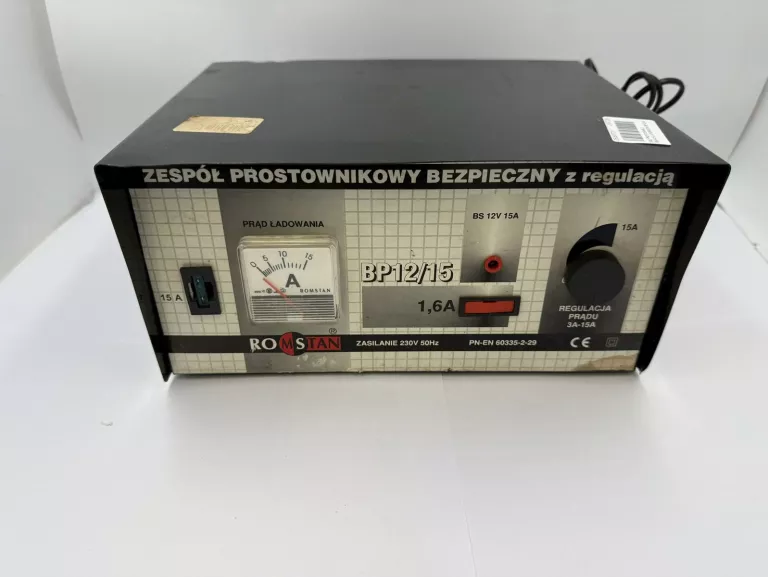 ZESPÓŁ PROSTOWNIKOWY BEZPIECZNY z regulacją
PRĄD ŁADOWANIA
0 5 10 15
A
ROMSTAN
15 A
BP12/15
BS 12V 15A
1,6A
15A
REGULACJA
PRĄDU
3A-15A
ROMSTAN ®
ZASILANIE 230V 50Hz
PN-EN 60335-2-29
CE